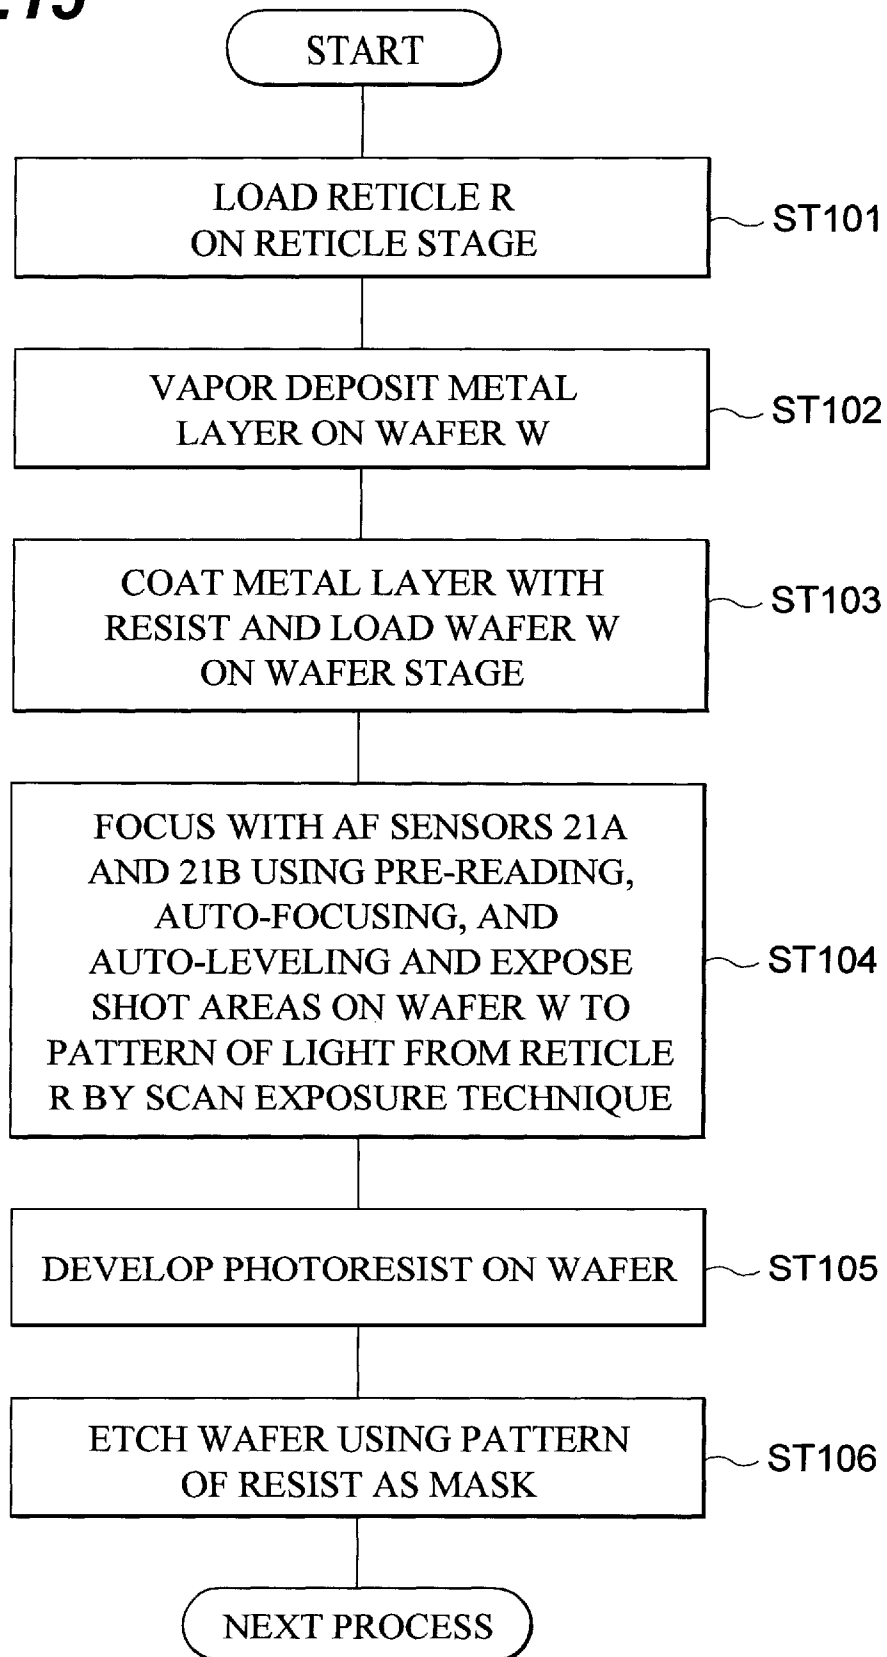 START
LOAD RETICLE R
ON RETICLE STAGE
ST101
VAPOR DEPOSIT METAL
LAYER ON WAFER W
ST102
COAT METAL LAYER WITH
RESIST AND LOAD WAFER W
ON WAFER STAGE
ST103
FOCUS WITH AF SENSORS 21A
AND 21B USING PRE-READING,
AUTO-FOCUSING, AND
AUTO-LEVELING AND EXPOSE
SHOT AREAS ON WAFER W TO
PATTERN OF LIGHT FROM RETICLE
R BY SCAN EXPOSURE TECHNIQUE
ST104
DEVELOP PHOTORESIST ON WAFER
ST105
ETCH WAFER USING PATTERN
OF RESIST AS MASK
ST106
NEXT PROCESS